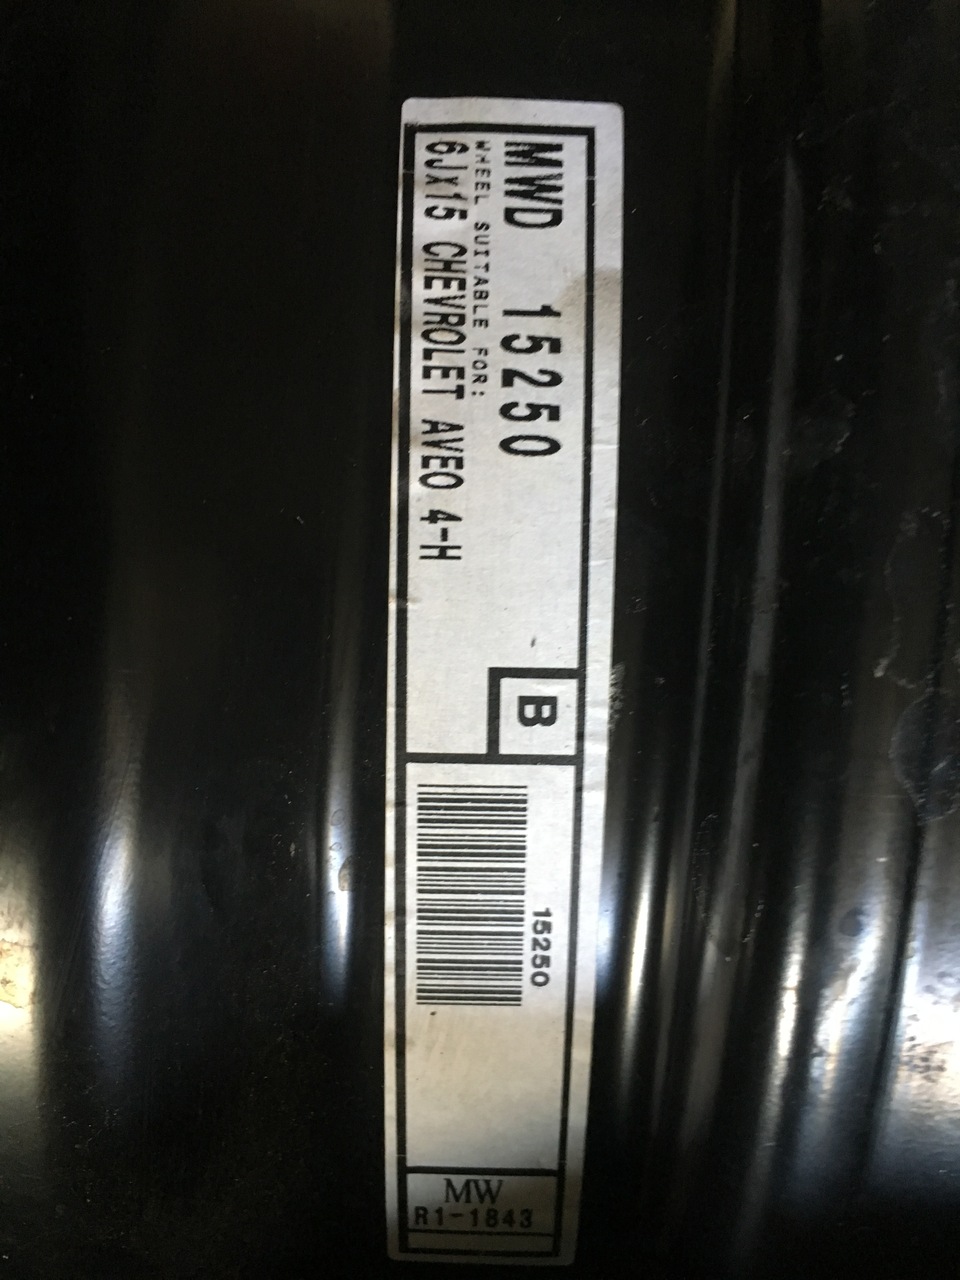 MWD 15250
WHEEL SUITABLE FOR:
6Jx15 CHEVROLET AVEO 4-H
B
15250
MW
R1-1843